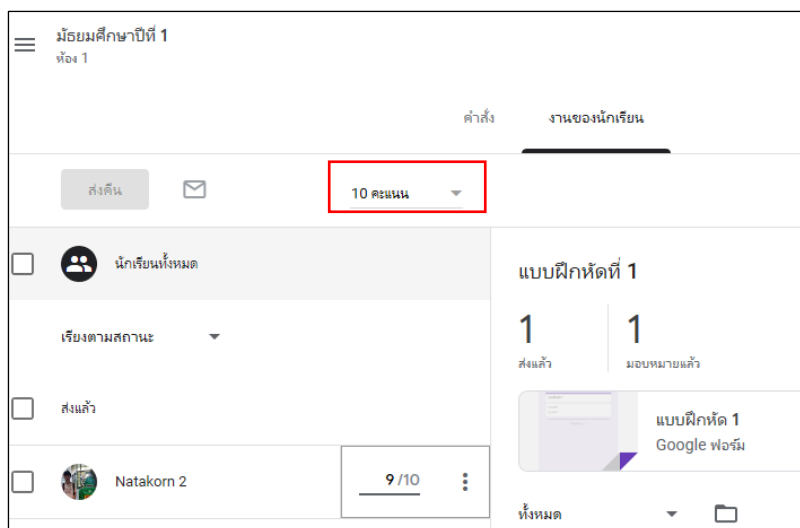 มัธยมศึกษาปีที่ 1
ห้อง 1
คำสั่ง
งานของนักเรียน
ส่งคืน
10 คะแนน
นักเรียนทั้งหมด
เรียงตามสถานะ
ส่งแล้ว
Natakorn 2
9 /10
แบบฝึกหัดที่ 1
1
1
ส่งแล้ว
มอบหมายแล้ว
แบบฝึกหัด 1
Google ฟอร์ม
ทั้งหมด